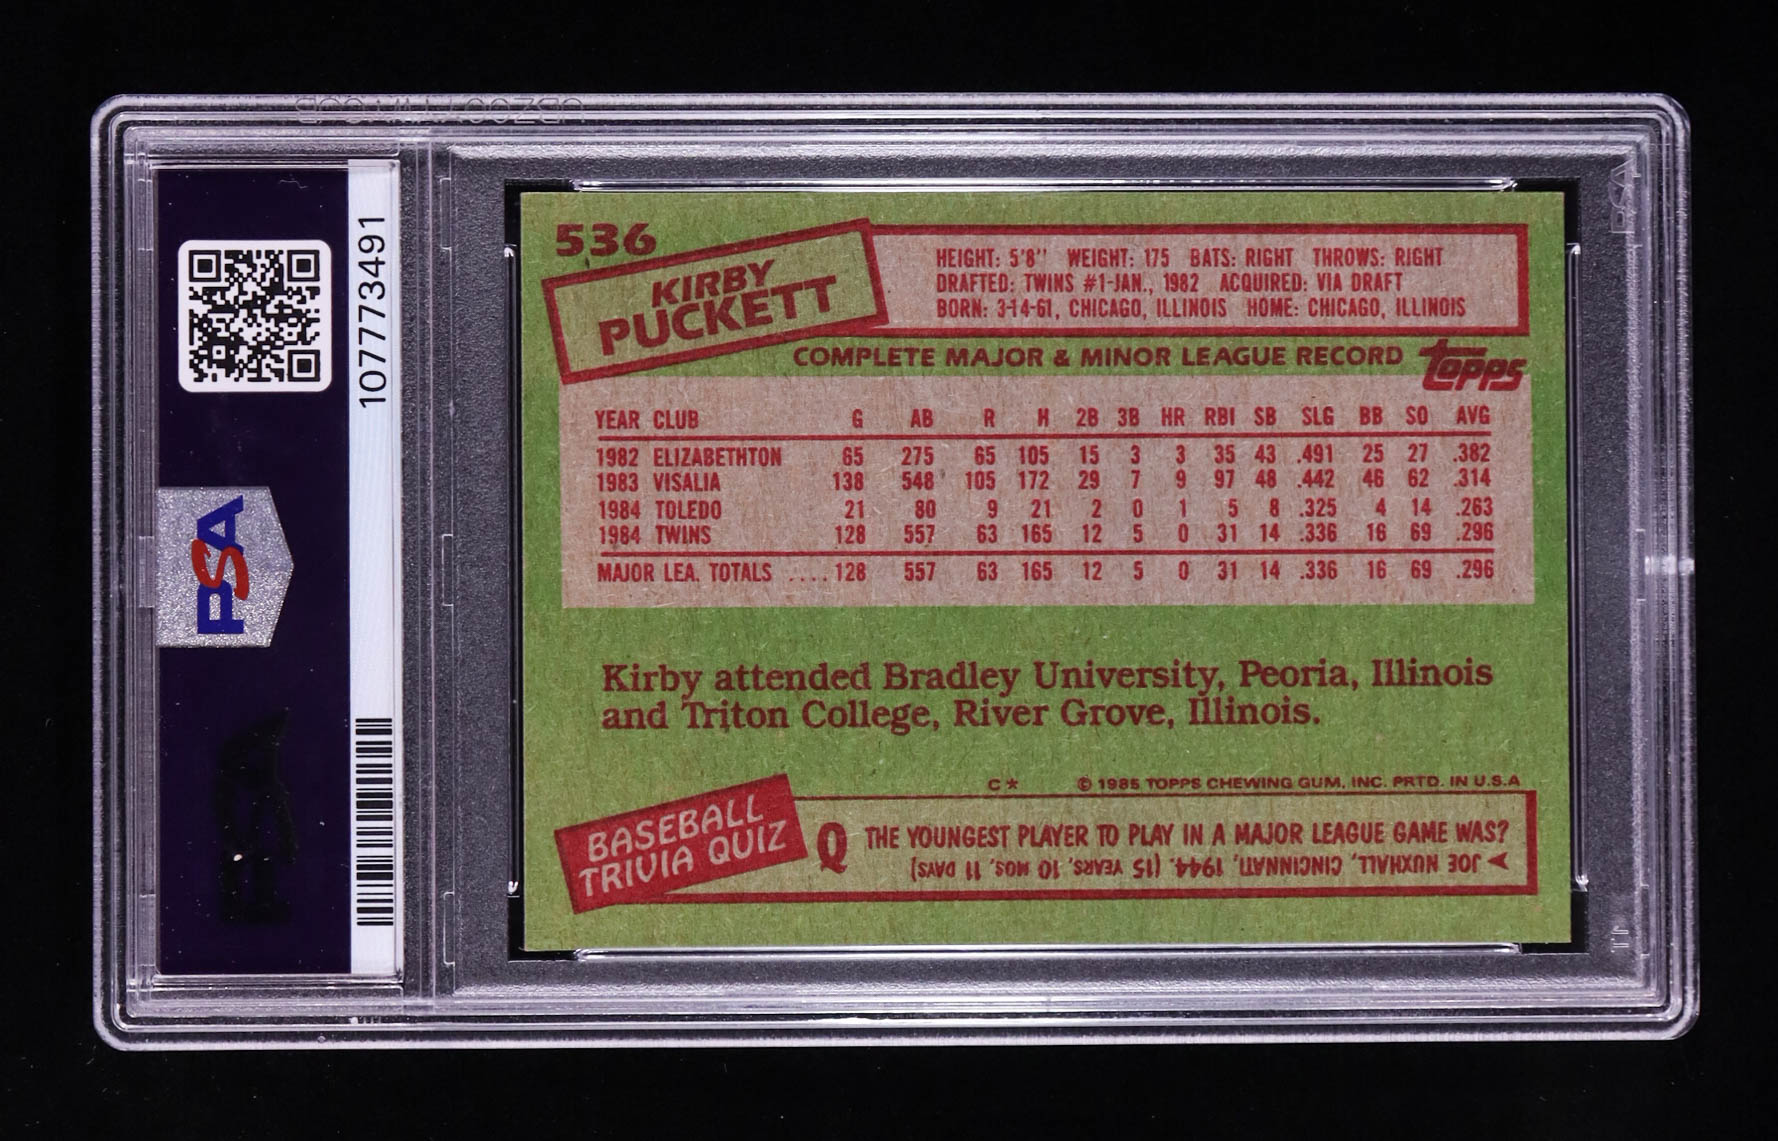 107773491
PSA
536
KIRBY
PUCKETT
HEIGHT: 5'8" WEIGHT: 175 BATS: RIGHT THROWS: RIGHT
DRAFTED: TWINS #1-JAN., 1982 ACQUIRED: VIA DRAFT
BORN: 3-14-61, CHICAGO, ILLINOIS HOME: CHICAGO, ILLINOIS
COMPLETE MAJOR & MINOR LEAGUE RECORD topps
YEAR CLUB G AB R H 2B 3B HR RBI SB SLG BB SO AVG
1982 ELIZABETHTON 65 275 65 105 15 3 3 35 43 .491 25 27 .382
1983 VISALIA 138 548 105 172 29 7 9 97 48 .442 46 62 .314
1984 TOLEDO 21 80 9 21 2 0 1 5 8 .325 4 14 .263
1984 TWINS 128 557 63 165 12 5 0 31 14 .336 16 69 .296
MAJOR LEA. TOTALS .... 128 557 63 165 12 5 0 31 14 .336 16 69 .296
Kirby attended Bradley University, Peoria, Illinois
and Triton College, River Grove, Illinois.
C* © 1985 TOPPS CHEWING GUM, INC. PRTD. IN U.S.A
BASEBALL
TRIVIA QUIZ
Q THE YOUNGEST PLAYER TO PLAY IN A MAJOR LEAGUE GAME WAS?
JOE NUXHALL, CINCINNATI, 1944. (15 YEARS, 10 MOS. 11 DAYS)